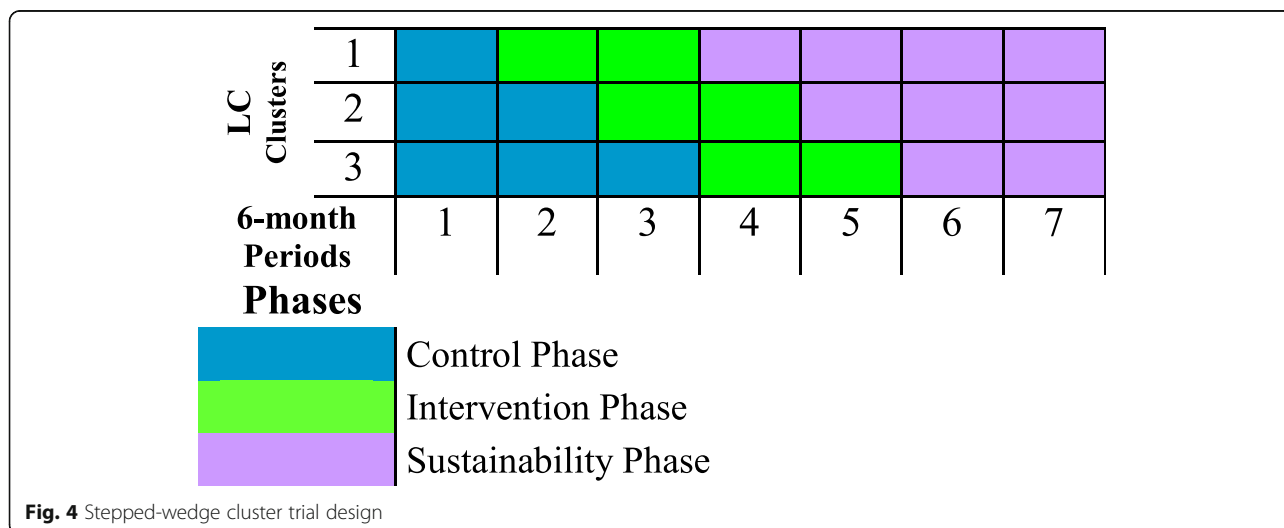 LC
Clusters
1
2
3
6-month
Periods
1 2 3 4 5 6 7
Phases
Control Phase
Intervention Phase
Sustainability Phase
Fig. 4 Stepped-wedge cluster trial design